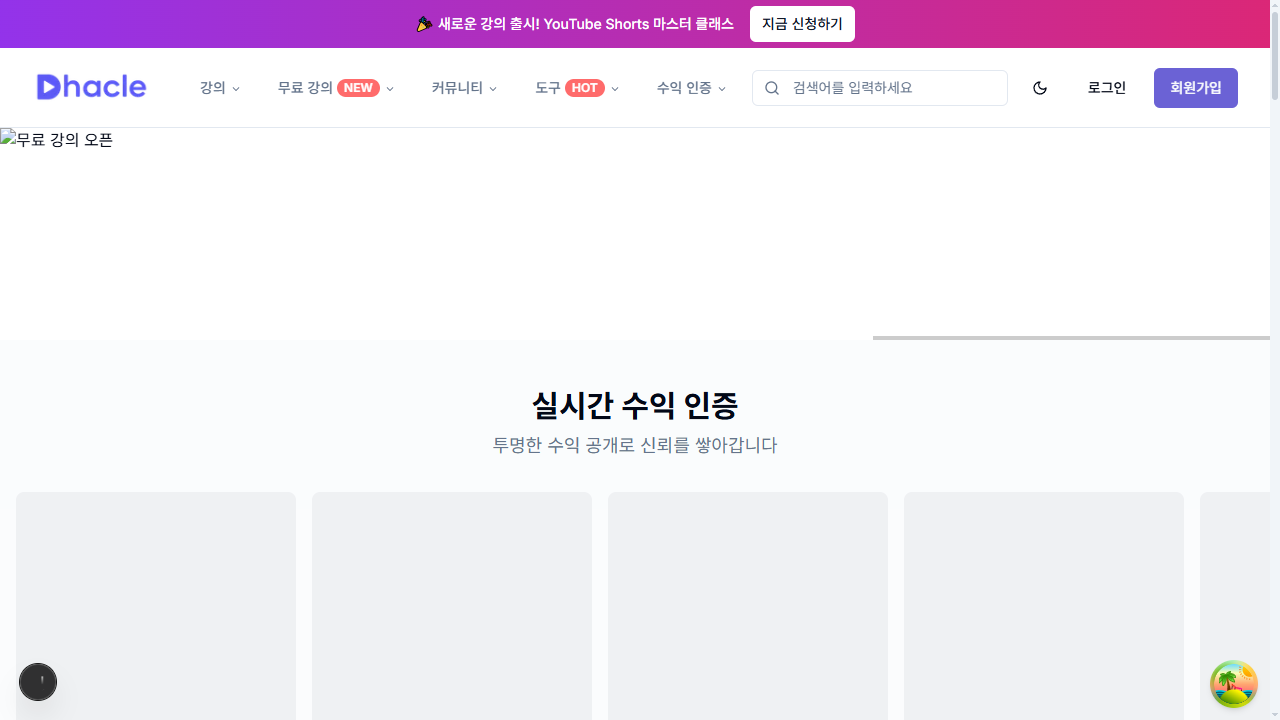 새로운 강의 출시! YouTube Shorts 마스터 클래스 지금 신청하기
Dhacle 강의 무료 강의 NEW 커뮤니티 도구 HOT 수익 인증 검색어를 입력하세요 로그인 회원가입
무료 강의 오픈
실시간 수익 인증
투명한 수익 공개로 신뢰를 쌓아갑니다